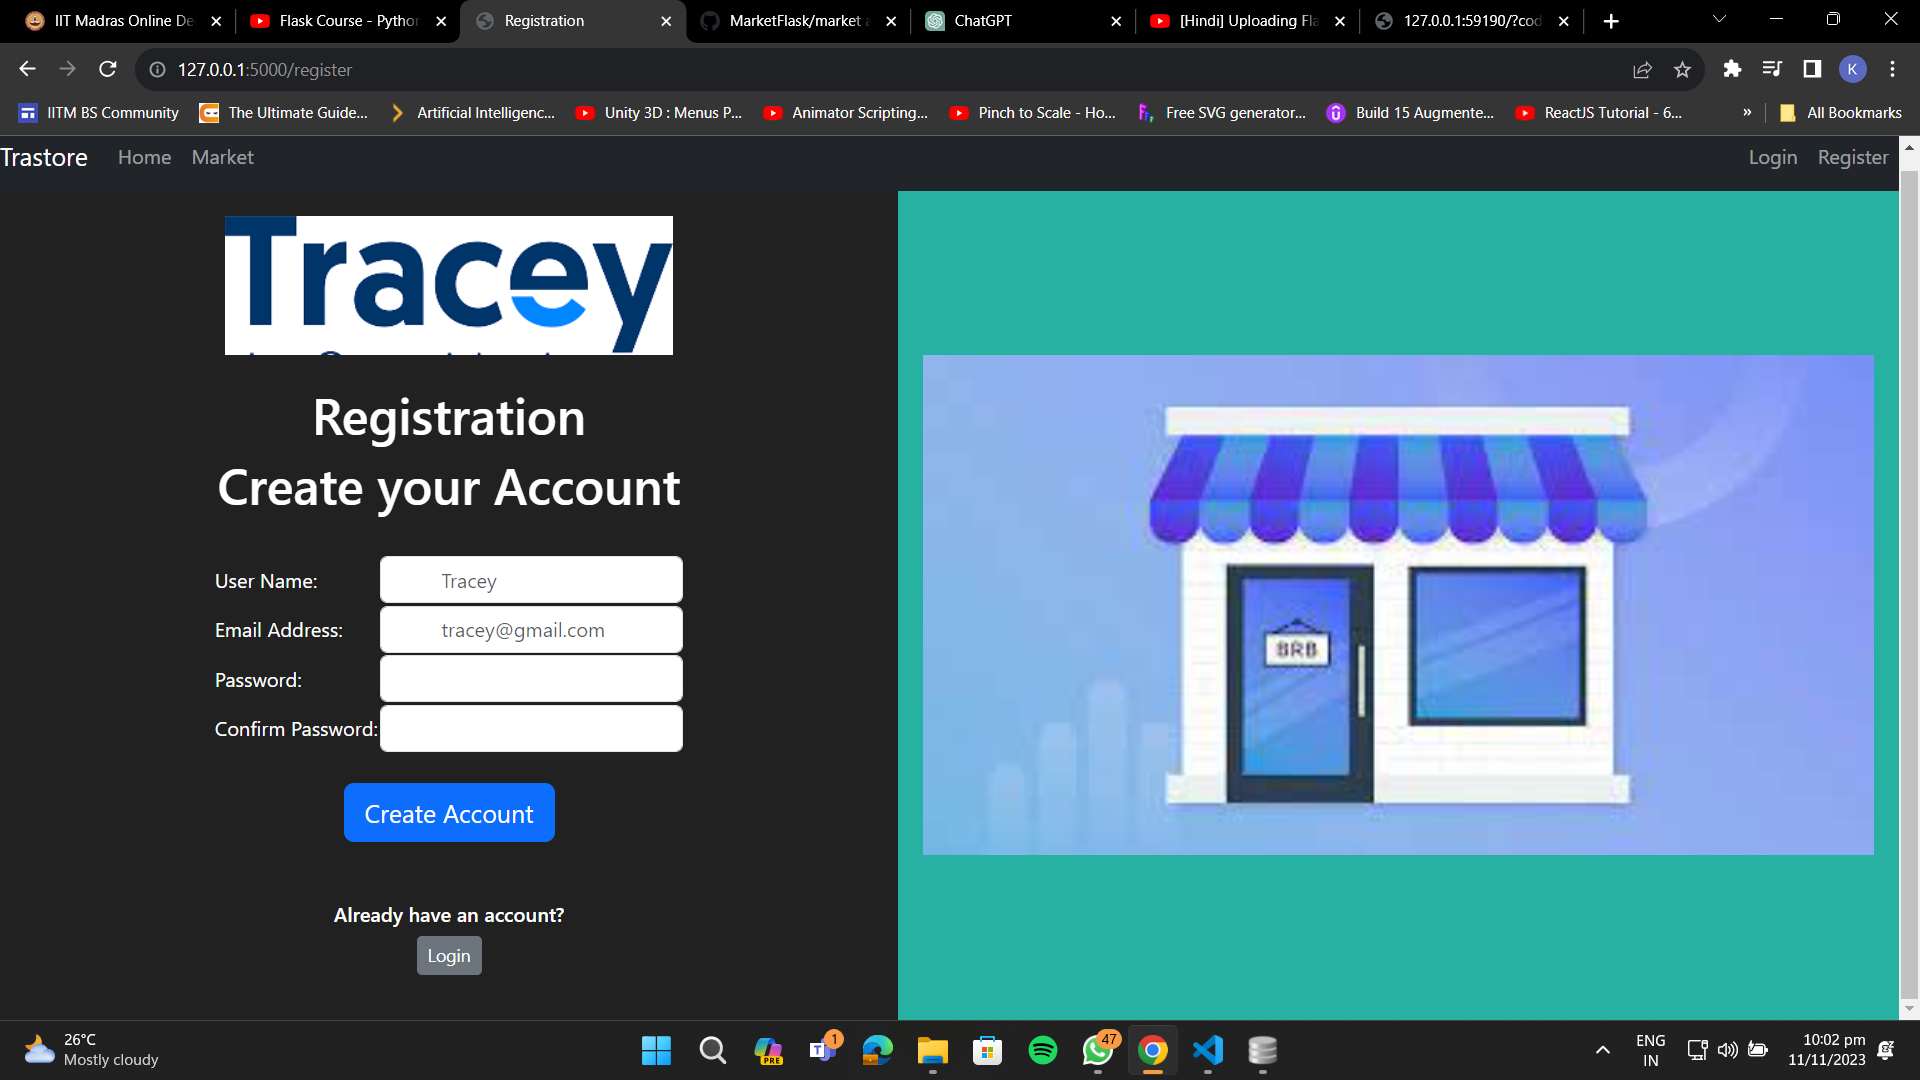 IIT Madras Online De
Flask Course - Python
Registration
MarketFlask/market a
ChatGPT
[Hindi] Uploading Fla
127.0.0.1:59190/?cod
127.0.0.1:5000/register
K
IITM BS Community
The Ultimate Guide...
Artificial Intelligenc...
Unity 3D : Menus P...
Animator Scripting...
Pinch to Scale - Ho...
Free SVG generator...
Build 15 Augmente...
ReactJS Tutorial - 6...
»
All Bookmarks
Trastore
Home
Market
Login
Register
Tracey
Registration
Create your Account
User Name:
Tracey
Email Address:
tracey@gmail.com
Password:
Confirm Password:
Create Account
Already have an account?
Login
BRB
26°C
Mostly cloudy
PRE
1
47
ENG
IN
10:02 pm
11/11/2023